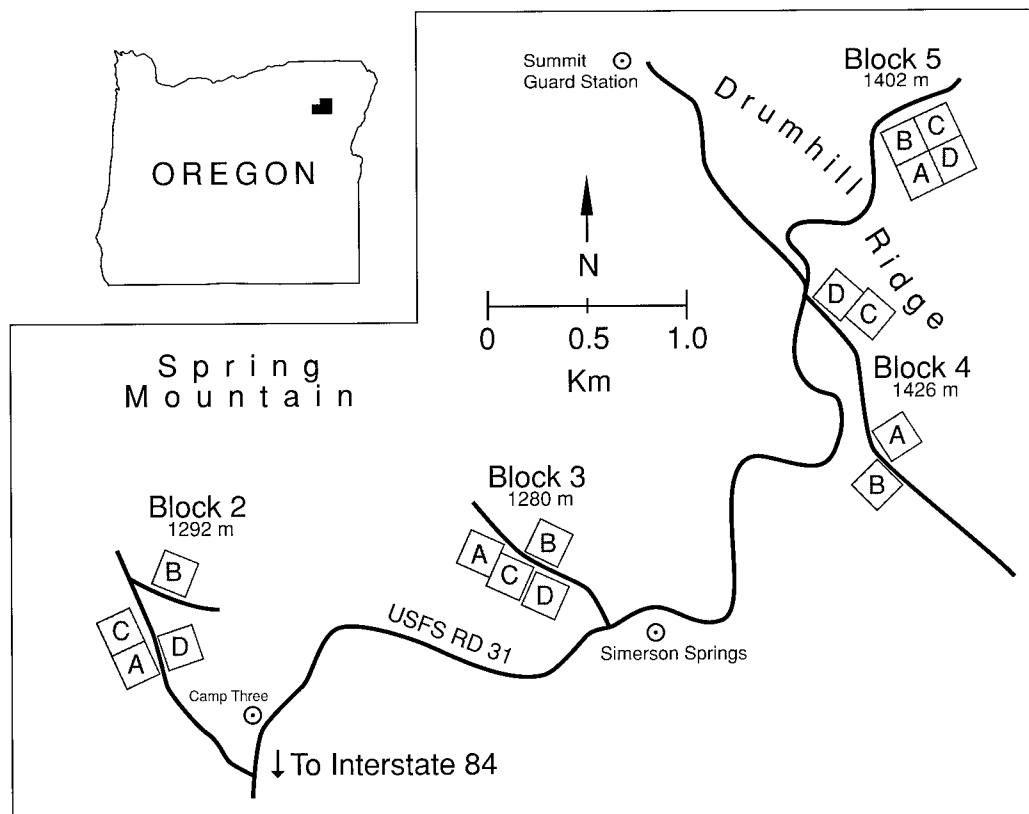 OREGON
Summit
Guard Station
Drumhill
Ridge
Block 5
1402 m
B
C
A
D
N
0
0.5
1.0
Km
D
C
Block 4
1426 m
A
B
Spring
Mountain
Block 3
1280 m
B
A
C
D
Block 2
1292 m
B
C
A
D
USFS RD 31
Simerson Springs
Camp Three
To Interstate 84